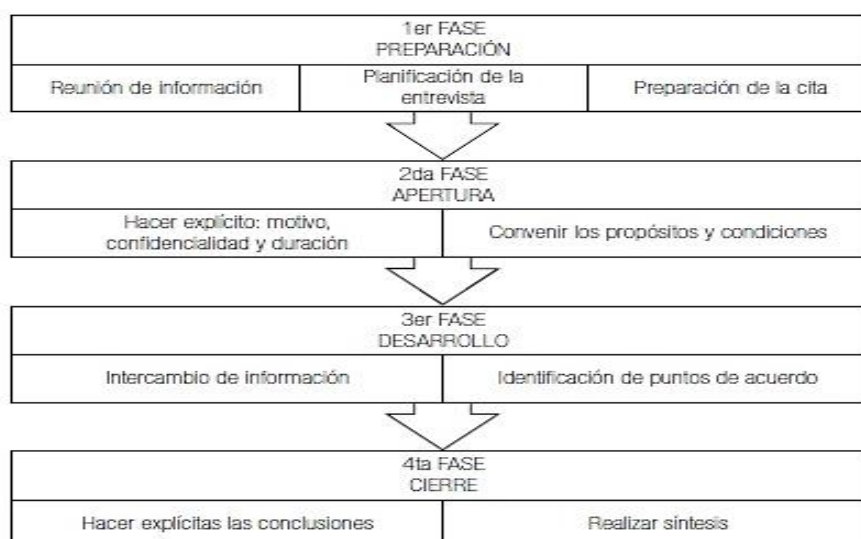 1er FASE
PREPARACIÓN
Reunión de información
Planificación de la
entrevista
Preparación de la cita
2da FASE
APERTURA
Hacer explícito: motivo,
confidencialidad y duración
Convenir los propósitos y condiciones
3er FASE
DESARROLLO
Intercambio de información
Identificación de puntos de acuerdo
4ta FASE
CIERRE
Hacer explícitas las conclusiones
Realizar síntesis